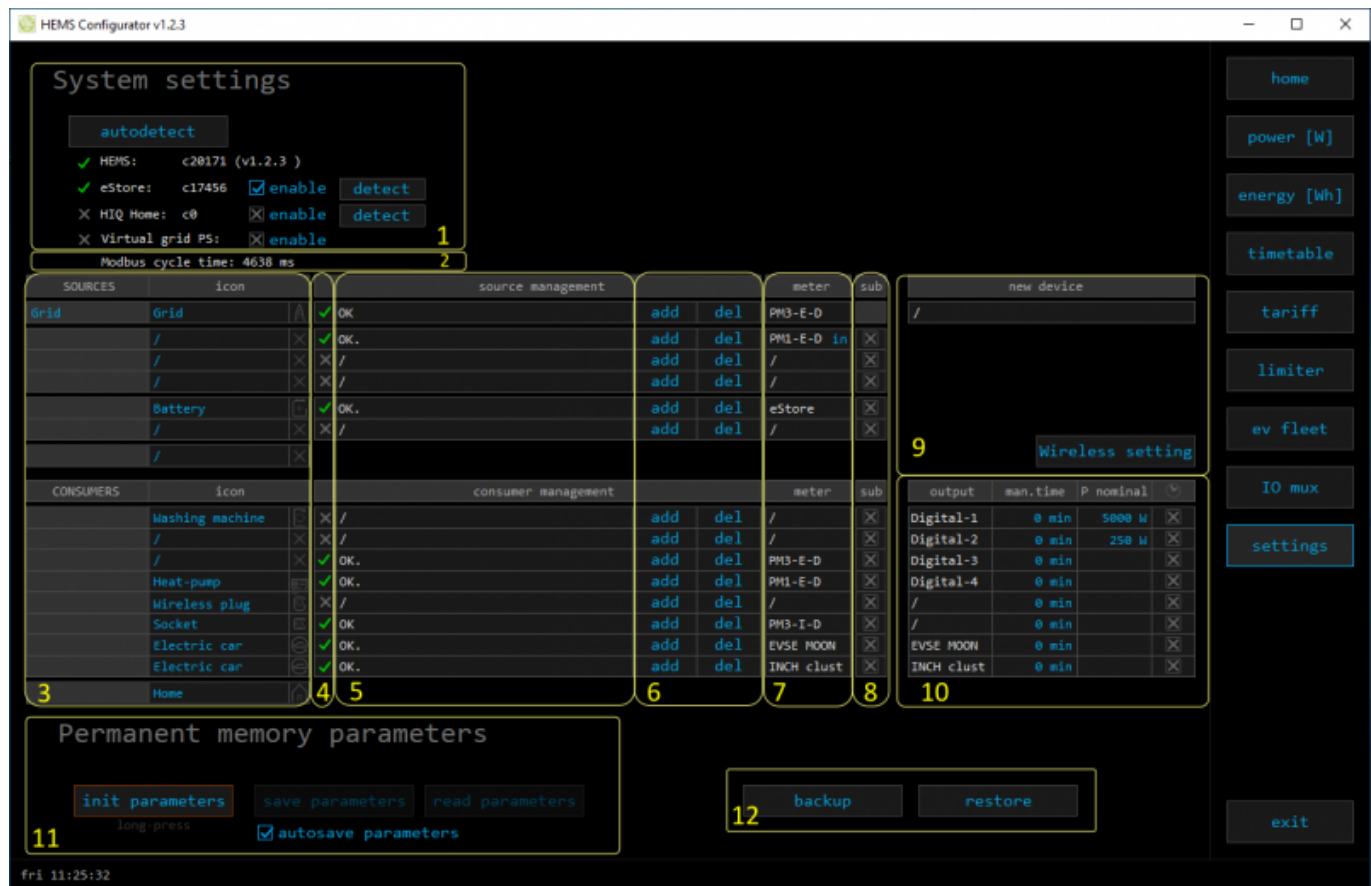 HEMS Configurator v1.2.3
System settings
home
autodetect
power [W]
HEMS: c20171 (v1.2.3 )
eStore: c17456 enable detect
energy [Wh]
HIQ Home: c0 enable detect
Virtual grid PS: enable 1
timetable
Modbus cycle time: 4638 ms 2
SOURCES icon source management meter sub new device
Grid Grid OK add del PM3-E-D /
tariff
/ OK. add del PM1-E-D in
/ / add del /
limiter
/ / add del /
Battery OK. add del eStore
/ / add del /
ev fleet
/ 9 Wireless setting
CONSUMERS icon consumer management meter sub output man.time P nominal
IO mux
Washing machine / add del / Digital-1 0 min 5000 W
/ / add del / Digital-2 0 min 250 W
settings
/ OK. add del PM3-E-D Digital-3 0 min
Heat-pump OK. add del PM1-E-D Digital-4 0 min
Wireless plug / add del / / 0 min
Socket OK add del PM3-I-D / 0 min
Electric car OK. add del EVSE MOON EVSE MOON 0 min
Electric car OK. add del INCH clust INCH clust 0 min
3 Home 4 5 6 7 8 10
Permanent memory parameters
init parameters save parameters read parameters
long-press
autosave parameters
11
backup restore
12
exit
fri 11:25:32